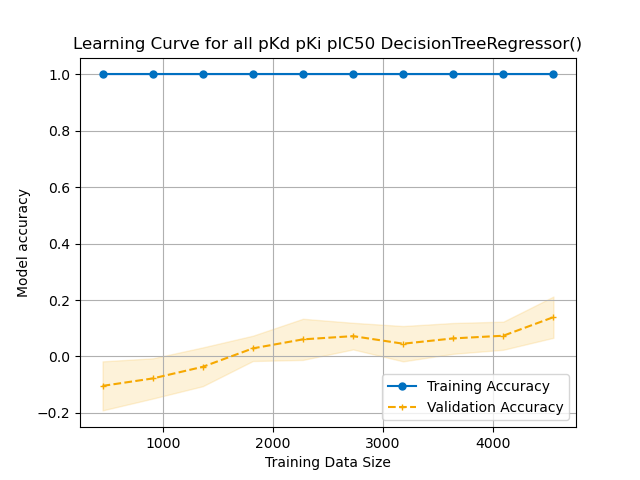 Learning Curve for all pKd pKi pIC50 DecisionTreeRegressor()
Model accuracy
1.0
0.8
0.6
0.4
0.2
0.0
−0.2
1000
2000
3000
4000
Training Data Size
Training Accuracy
Validation Accuracy